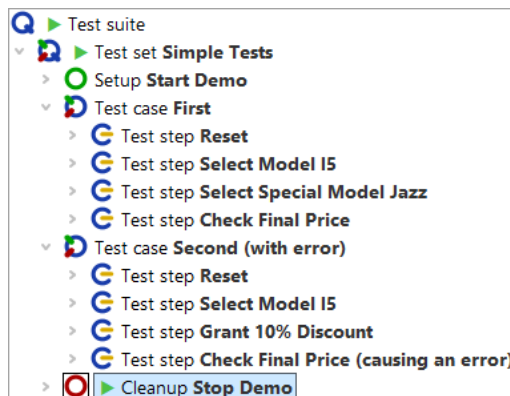 Test suite
Test set Simple Tests
Setup Start Demo
Test case First
Test step Reset
Test step Select Model I5
Test step Select Special Model Jazz
Test step Check Final Price
Test case Second (with error)
Test step Reset
Test step Select Model I5
Test step Grant 10% Discount
Test step Check Final Price (causing an error)
Cleanup Stop Demo